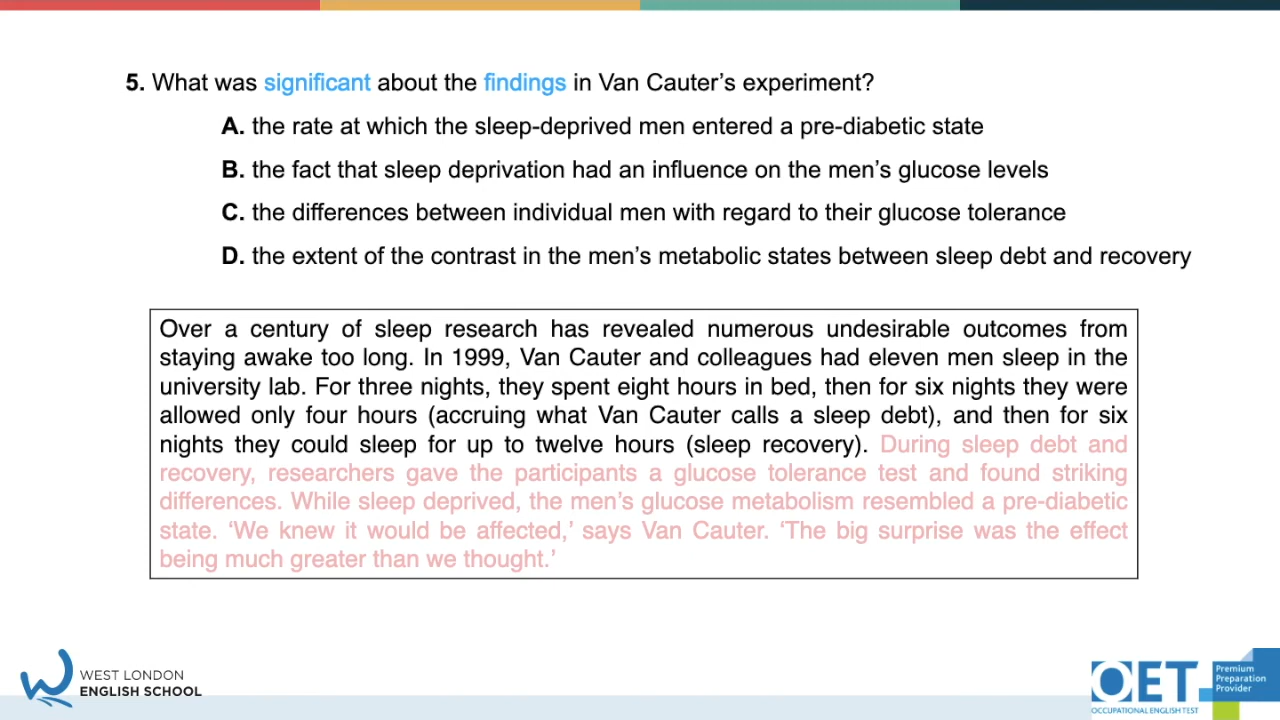 5. What was significant about the findings in Van Cauter’s experiment?
A. the rate at which the sleep-deprived men entered a pre-diabetic state
B. the fact that sleep deprivation had an influence on the men’s glucose levels
C. the differences between individual men with regard to their glucose tolerance
D. the extent of the contrast in the men’s metabolic states between sleep debt and recovery
Over a century of sleep research has revealed numerous undesirable outcomes from
staying awake too long. In 1999, Van Cauter and colleagues had eleven men sleep in the
university lab. For three nights, they spent eight hours in bed, then for six nights they were
allowed only four hours (accruing what Van Cauter calls a sleep debt), and then for six
nights they could sleep for up to twelve hours (sleep recovery). During sleep debt and
recovery, researchers gave the participants a glucose tolerance test and found striking
differences. While sleep deprived, the men’s glucose metabolism resembled a pre-diabetic
state. ‘We knew it would be affected,’ says Van Cauter. ‘The big surprise was the effect
being much greater than we thought.’
WEST LONDON
ENGLISH SCHOOL
OET
OCCUPATIONAL ENGLISH TEST
Premium
Preparation
Provider